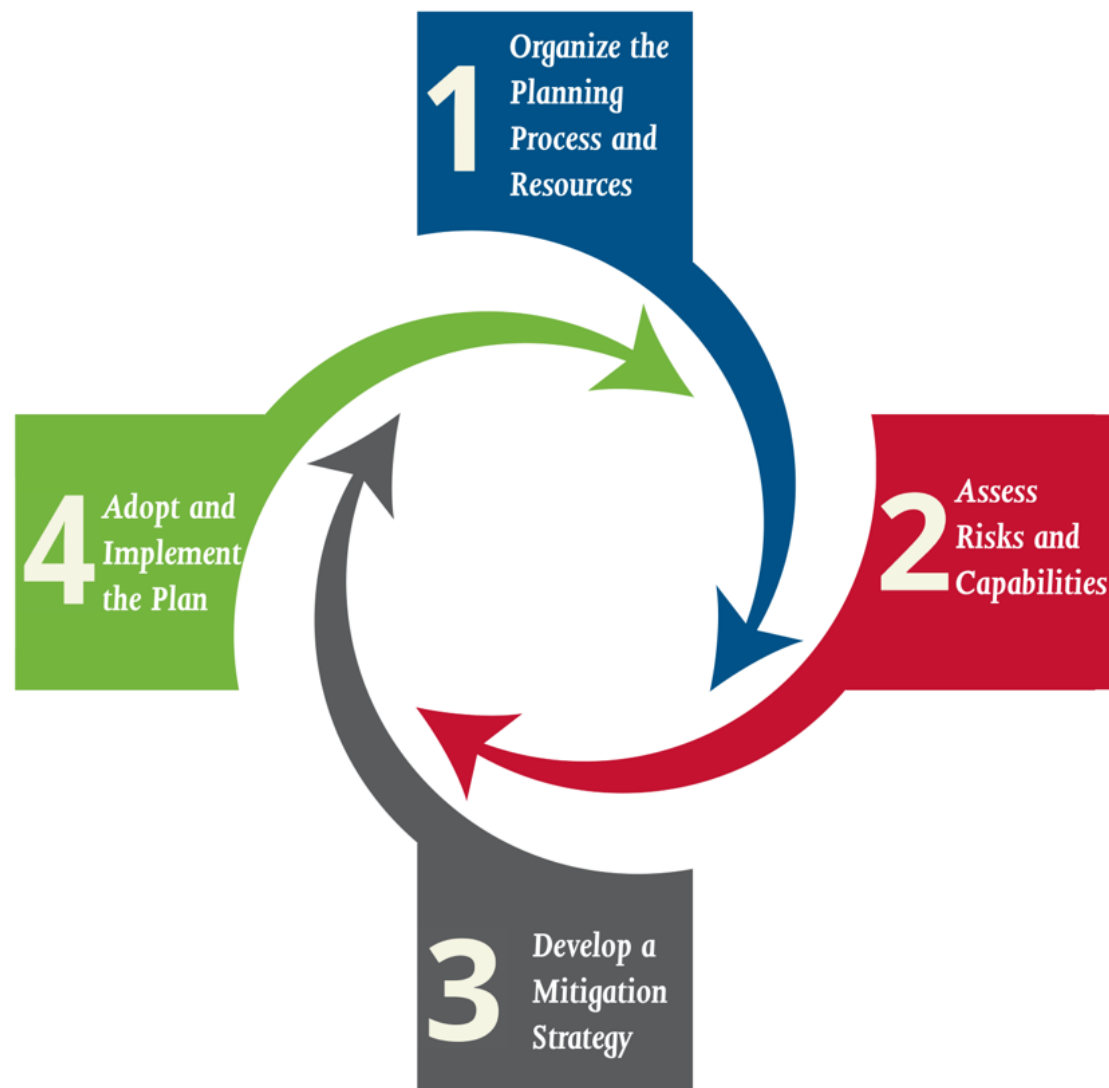 1
Organize the
Planning
Process and
Resources
2
Assess
Risks and
Capabilities
3
Develop a
Mitigation
Strategy
4
Adopt and
Implement
the Plan